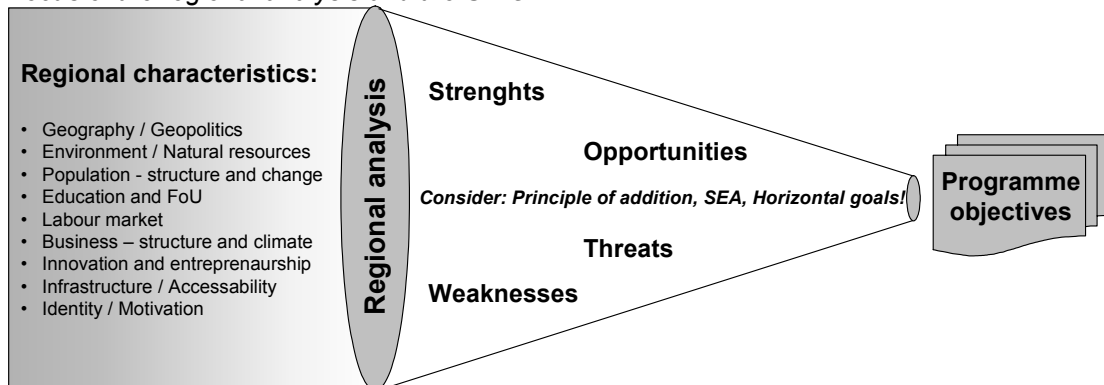 Regional characteristics:
• Geography / Geopolitics
• Environment / Natural resources
• Population - structure and change
• Education and FoU
• Labour market
• Business – structure and climate
• Innovation and entreprenaurship
• Infrastructure / Accessability
• Identity / Motivation
Regional analysis
Strenghts
Opportunities
Consider: Principle of addition, SEA, Horizontal goals!
Threats
Weaknesses
Programme
objectives